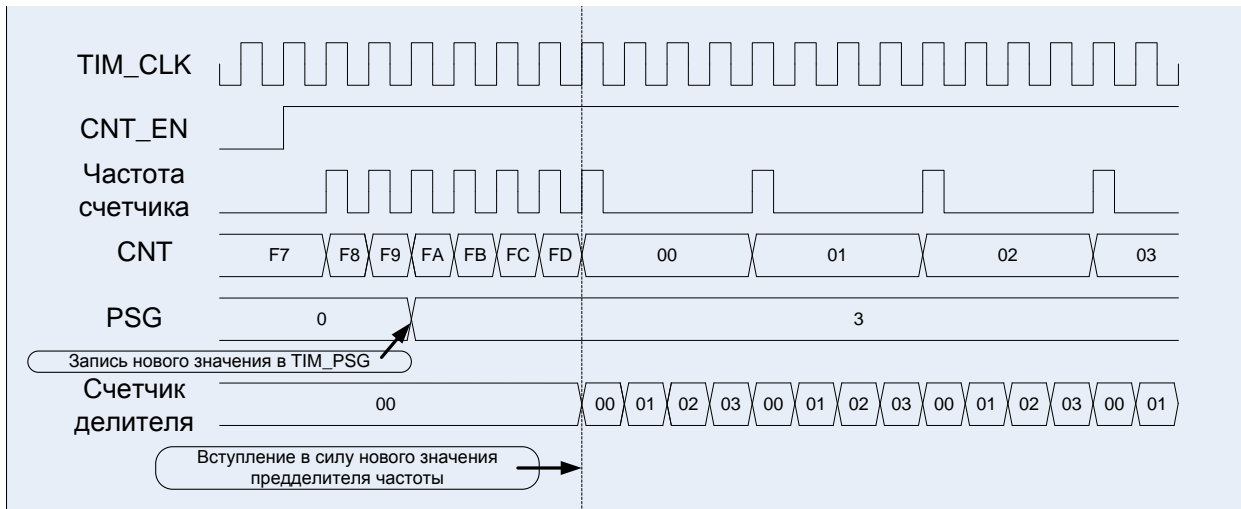 TIM_CLK
CNT_EN
Частота
счетчика
CNT
F7 F8 F9 FA FB FC FD 00 01 02 03
PSG
0 3
Запись нового значения в TIM_PSG
Счетчик
делителя
00 00 01 02 03 00 01 02 03 00 01 02 03 00 01
Вступление в силу нового значения
предделителя частоты